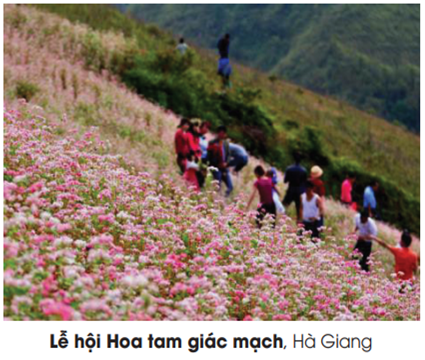 Lễ hội Hoa tam giác mạch, Hà Giang